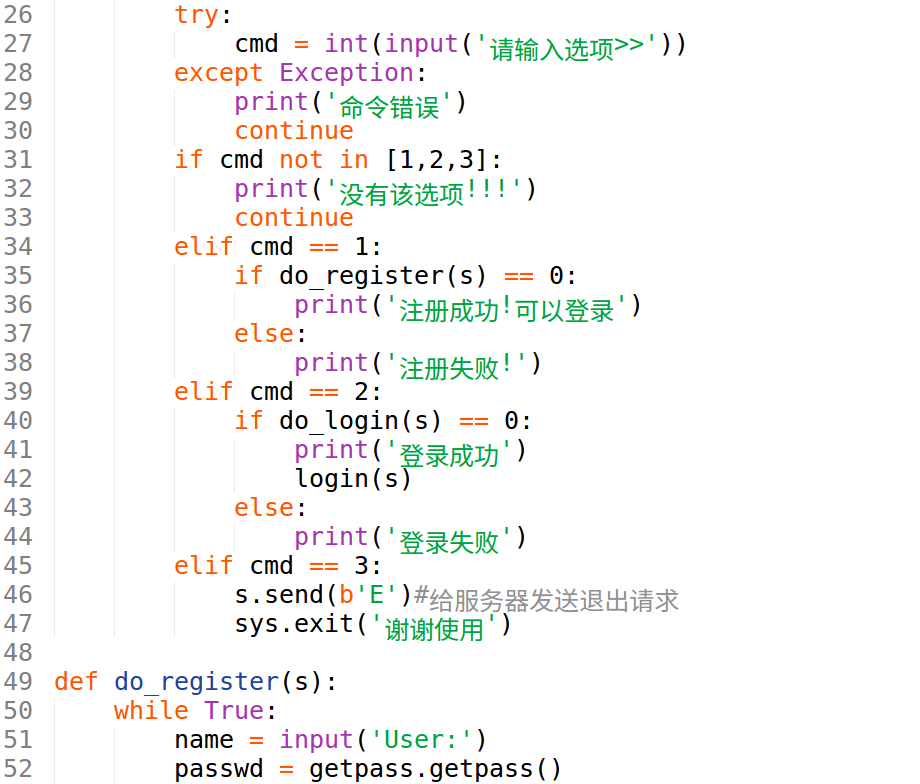 26         try:
27             cmd = int(input('请输入选项>>'))
28         except Exception:
29             print('命令错误')
30             continue
31         if cmd not in [1,2,3]:
32             print('没有该选项!!!')
33             continue
34         elif cmd == 1:
35             if do_register(s) == 0:
36                 print('注册成功!可以登录')
37             else:
38                 print('注册失败!')
39         elif cmd == 2:
40             if do_login(s) == 0:
41                 print('登录成功')
42                 login(s)
43             else:
44                 print('登录失败')
45         elif cmd == 3:
46             s.send(b'E')#给服务器发送退出请求
47             sys.exit('谢谢使用')
48
49 def do_register(s):
50     while True:
51         name = input('User:')
52         passwd = getpass.getpass()